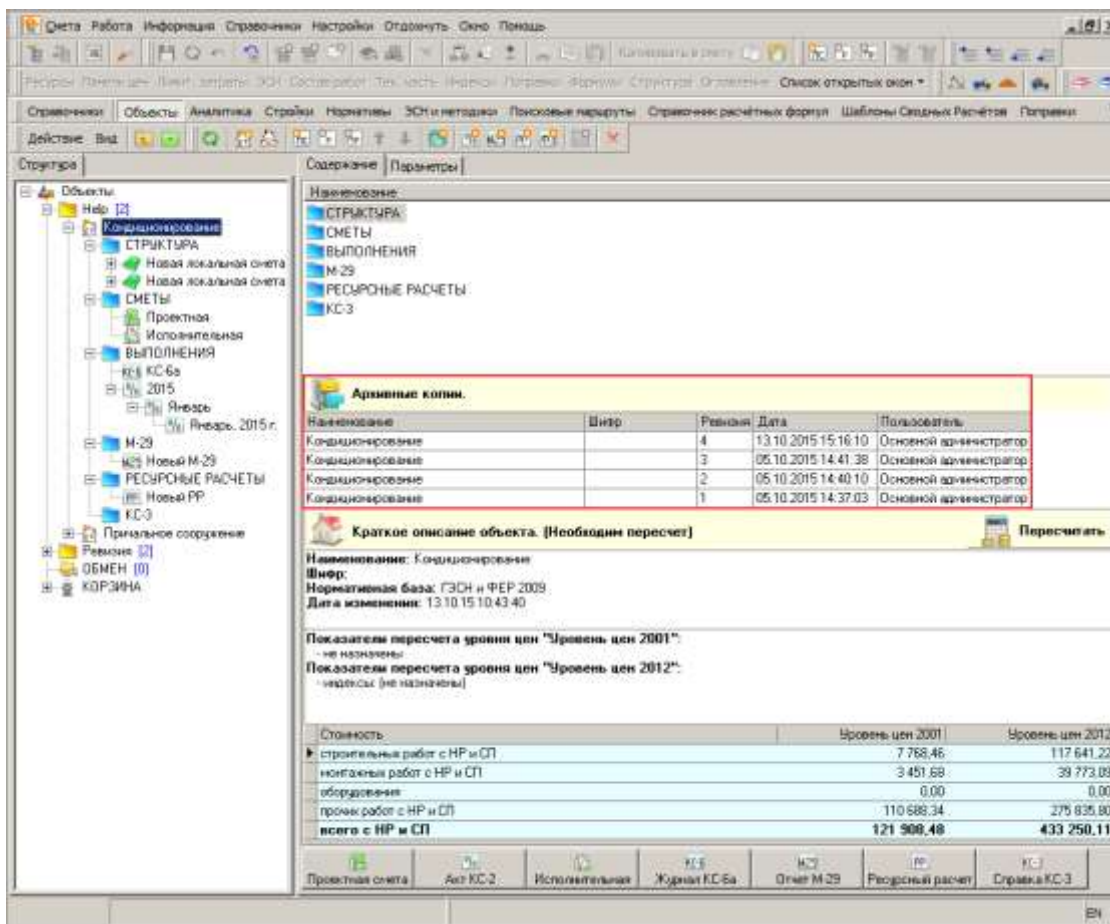 Смета Работа Информация Справочники Настройки Отдохнуть Окно Помощь
Список открытых окон
Справочники Объекты Аналитика Стройки Нормативы ЭСН и методики Поисковые маршруты Справочник расчётных формул Шаблоны Сводных Расчётов Поправки
Действие Вид
Структура
Объекты
Help [2]
Кондиционирование
СТРУКТУРА
Новая локальная смета
Новая локальная смета
СМЕТЫ
Проектная
Исполнительная
ВЫПОЛНЕНИЯ
КС-6 КС-6а
2015
Январь
Январь. 2015 г.
М-29
М29 Новый М-29
РЕСУРСНЫЕ РАСЧЕТЫ
РР Новый РР
КС-3
Причальное сооружение
Ревизия [2]
ОБМЕН [0]
КОРЗИНА
Содержание Параметры
Наименование
СТРУКТУРА
СМЕТЫ
ВЫПОЛНЕНИЯ
М-29
РЕСУРСНЫЕ РАСЧЕТЫ
КС-3
Архивные копии.
Наименование Шифр Ревизия Дата Пользователь
Кондиционирование 4 13.10.2015 15:16:10 Основной администратор
Кондиционирование 3 05.10.2015 14:41:38 Основной администратор
Кондиционирование 2 05.10.2015 14:40:10 Основной администратор
Кондиционирование 1 05.10.2015 14:37:03 Основной администратор
Краткое описание объекта. (Необходим пересчет) Пересчитать
Наименование: Кондиционирование
Шифр:
Нормативная база: ГЭСН и ФЕР 2009
Дата изменения: 13.10.15 10:43:40
Показатели пересчета уровня цен "Уровень цен 2001":
- не назначены
Показатели пересчета уровня цен "Уровень цен 2012":
- индексы: (не назначены)
Стоимость Уровень цен 2001 Уровень цен 2012
строительных работ с НР и СП 7 768,46 117 641,22
монтажных работ с НР и СП 3 451,68 39 773,09
оборудования 0,00 0,00
прочих работ с НР и СП 110 688,34 275 835,80
всего с НР и СП 121 908,48 433 250,11
Проектная смета Акт КС-2 Исполнительная Журнал КС-6а Отчет М-29 Ресурсный расчет Справка КС-3
EN